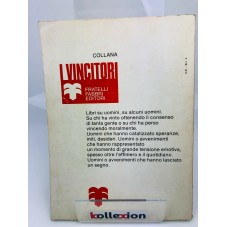 COLLANA
I VINCITORI
FRATELLI
FABBRI
EDITORI
Libri su uomini, su alcuni uomini.
Su chi ha vinto ottenendo il consenso
di tanta gente o su chi ha perso
vincendo moralmente.
Uomini che hanno catalizzato speranze,
miti, desideri. Uomini o avvenimenti
che hanno rappresentato
un momento di grande tensione emotiva,
spesso oltre l'effimero e il quotidiano.
Uomini o avvenimenti che hanno lasciato
un segno.
kollexion